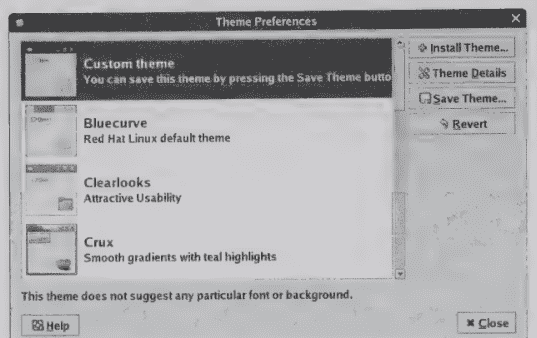 Theme Preferences
Custom theme
You can save this theme by pressing the Save Theme butto
Bluecurve
Red Hat Linux default theme
Clearlooks
Attractive Usability
Crux
Smooth gradients with teal highlights
Install Theme...
Theme Details
Save Theme...
Revert
This theme does not suggest any particular font or background.
Help
Close